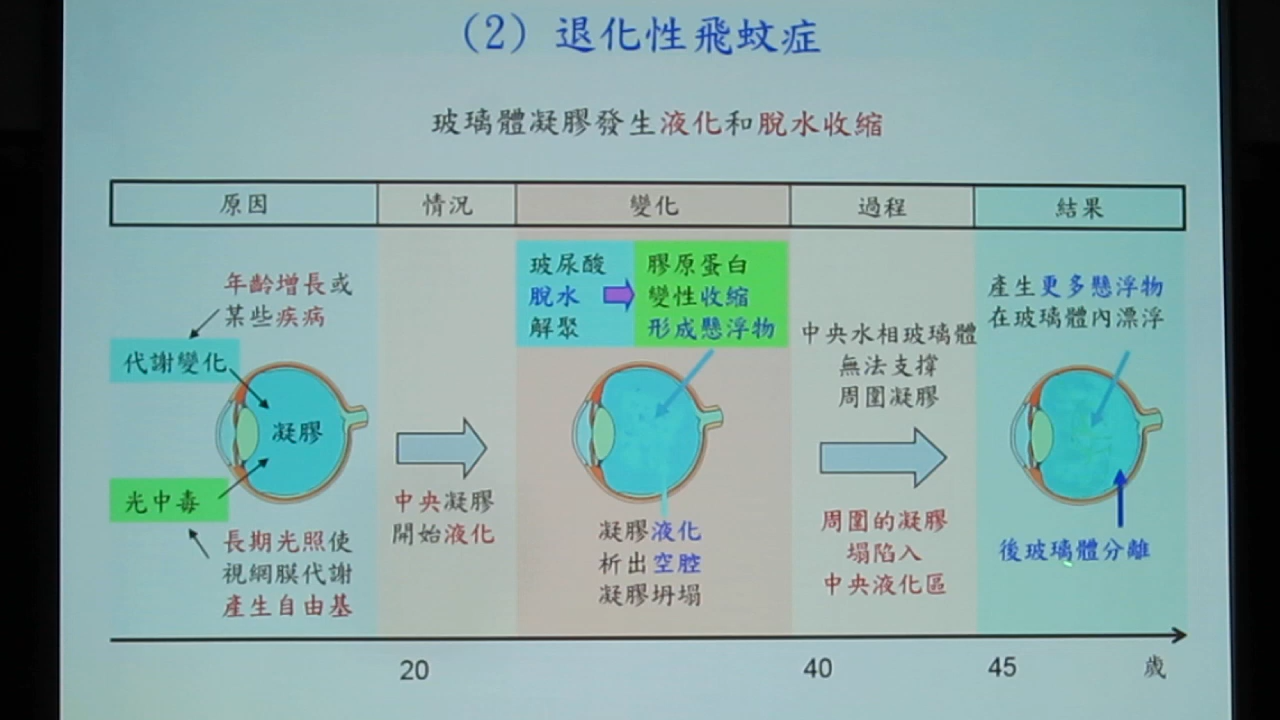 (2) 退化性飛蚊症
玻璃體凝膠發生液化和脫水收縮
原因 情況 變化 過程 結果
年齡增長或
某些疾病
代謝變化
凝膠
光中毒
長期光照使
視網膜代謝
產生自由基
中央凝膠
開始液化
玻尿酸
脫水
解聚
膠原蛋白
變性收縮
形成懸浮物
凝膠液化
析出空腔
凝膠坍塌
中央水相玻璃體
無法支撐
周圍凝膠
周圍的凝膠
塌陷入
中央液化區
產生更多懸浮物
在玻璃體內漂浮
後玻璃體分離
20 40 45 歲